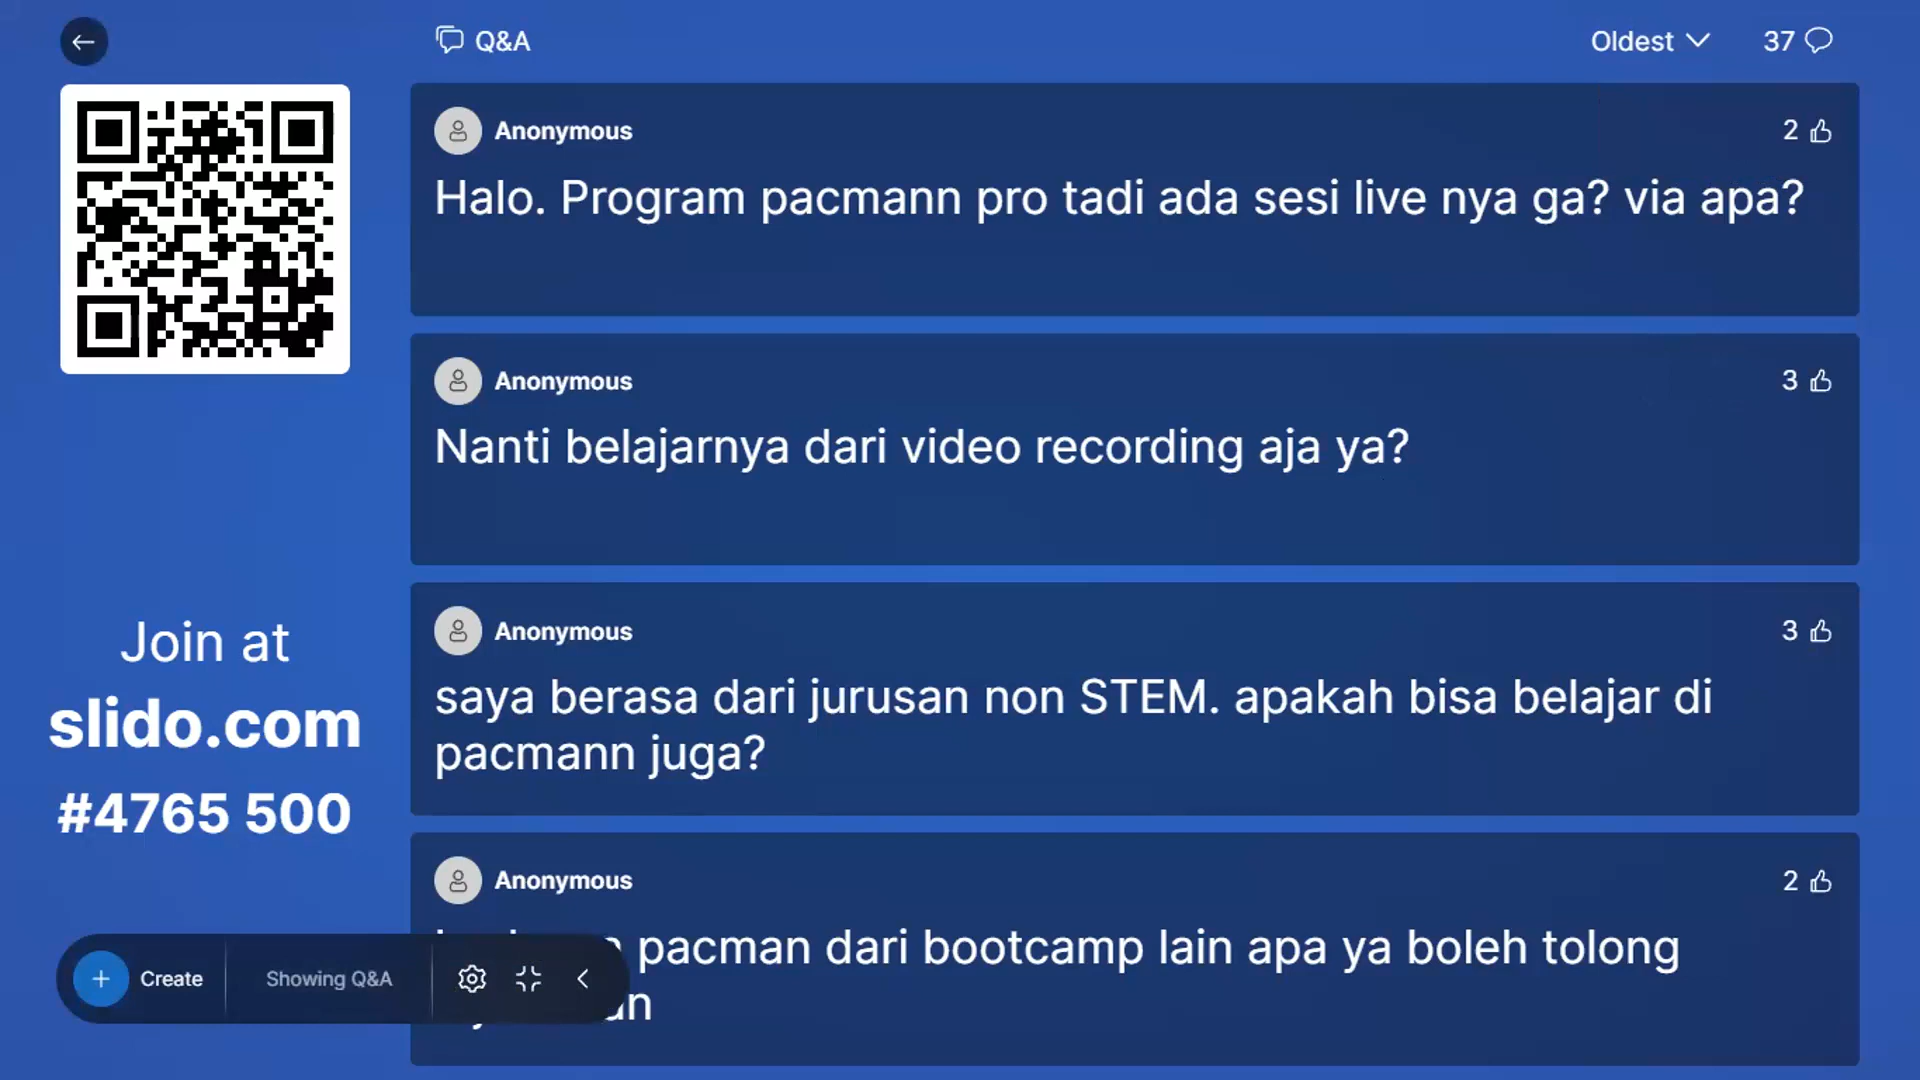 Q&A
Oldest
37
Anonymous
2
Halo. Program pacmann pro tadi ada sesi live nya ga? via apa?
Anonymous
3
Nanti belajarnya dari video recording aja ya?
Anonymous
3
saya berasa dari jurusan non STEM. apakah bisa belajar di
pacmann juga?
Anonymous
2
pacman dari bootcamp lain apa ya boleh tolong
Join at
slido.com
#4765 500
Create
Showing Q&A